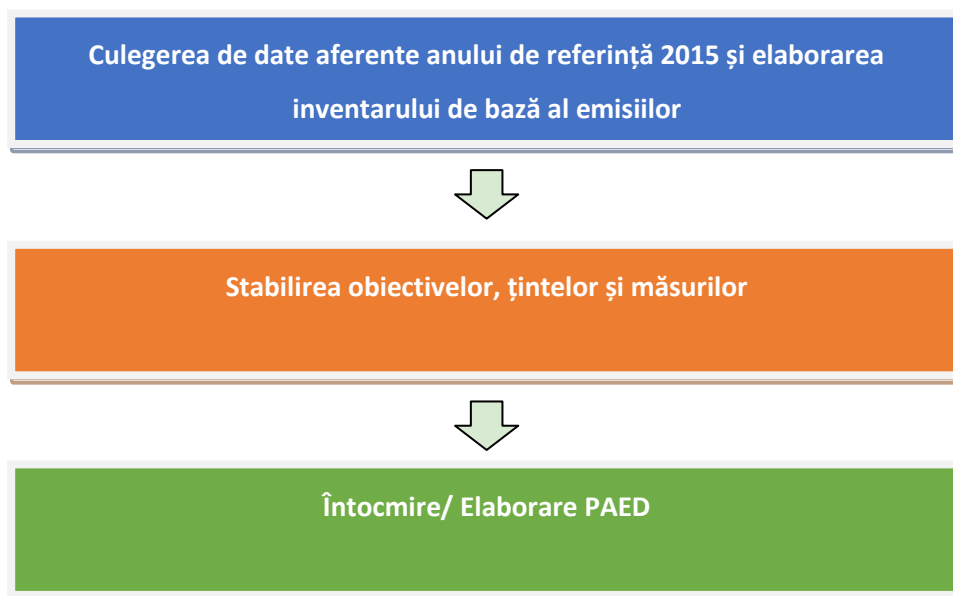 Culegerea de date aferente anului de referință 2015 și elaborarea
inventarului de bază al emisiilor
Stabilirea obiectivelor, țintelor și măsurilor
Întocmire/ Elaborare PAED